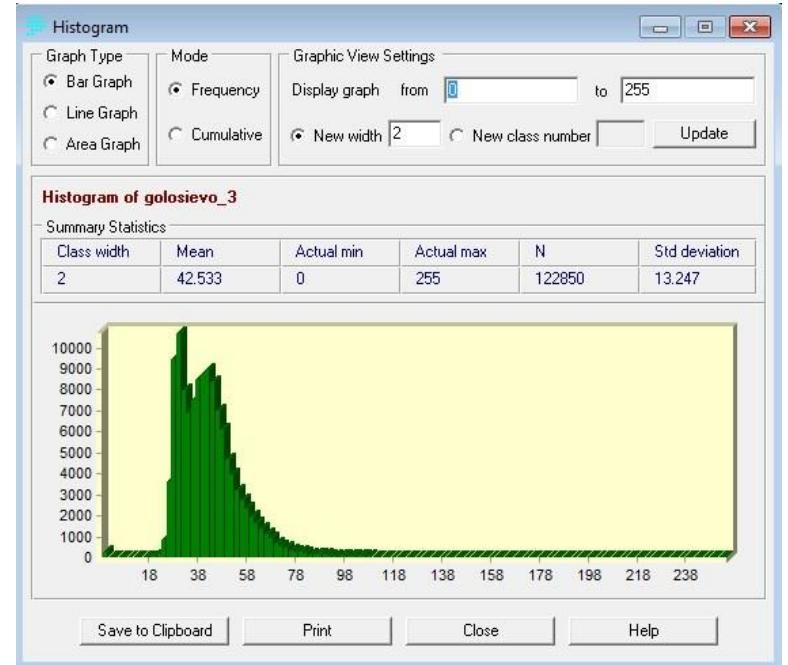 Histogram
Graph Type
Bar Graph
Line Graph
Area Graph
Mode
Frequency
Cumulative
Graphic View Settings
Display graph from 0 to 255
New width 2 New class number Update
Histogram of golosievo_3
Summary Statistics
Class width Mean Actual min Actual max N Std deviation
2 42.533 0 255 122850 13.247
10000
9000
8000
7000
6000
5000
4000
3000
2000
1000
0
18 38 58 78 98 118 138 158 178 198 218 238
Save to Clipboard Print Close Help